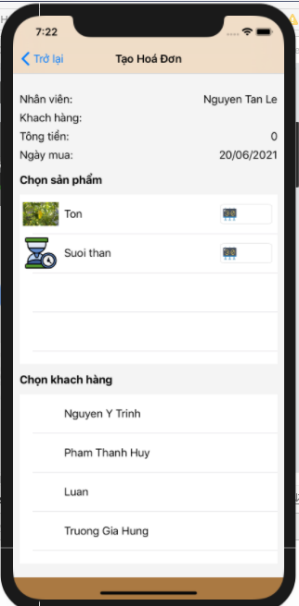 7:22
Trở lại
Tạo Hoá Đơn
Nhân viên: Nguyen Tan Le
Khach hàng:
Tông tiền: 0
Ngày mua: 20/06/2021
Chọn sản phẩm
Ton
Suoi than
Chọn khach hàng
Nguyen Y Trinh
Pham Thanh Huy
Luan
Truong Gia Hung